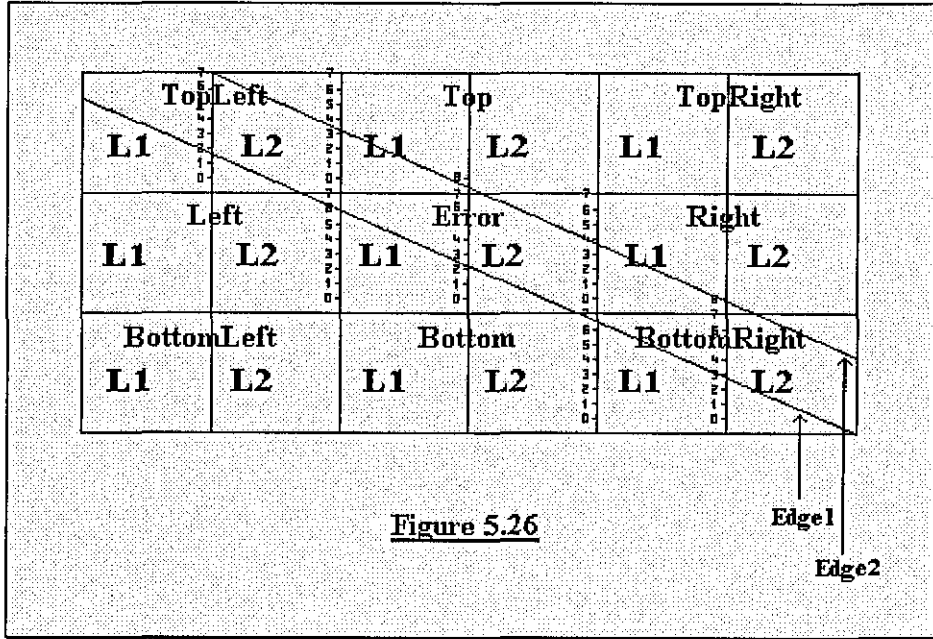 TopLeft Top TopRight
L1 L2 L1 L2 L1 L2
Left Error Right
L1 L2 L1 L2 L1 L2
BottomLeft Bottom BottomRight
L1 L2 L1 L2 L1 L2
Figure 5.26
Edge1
Edge2